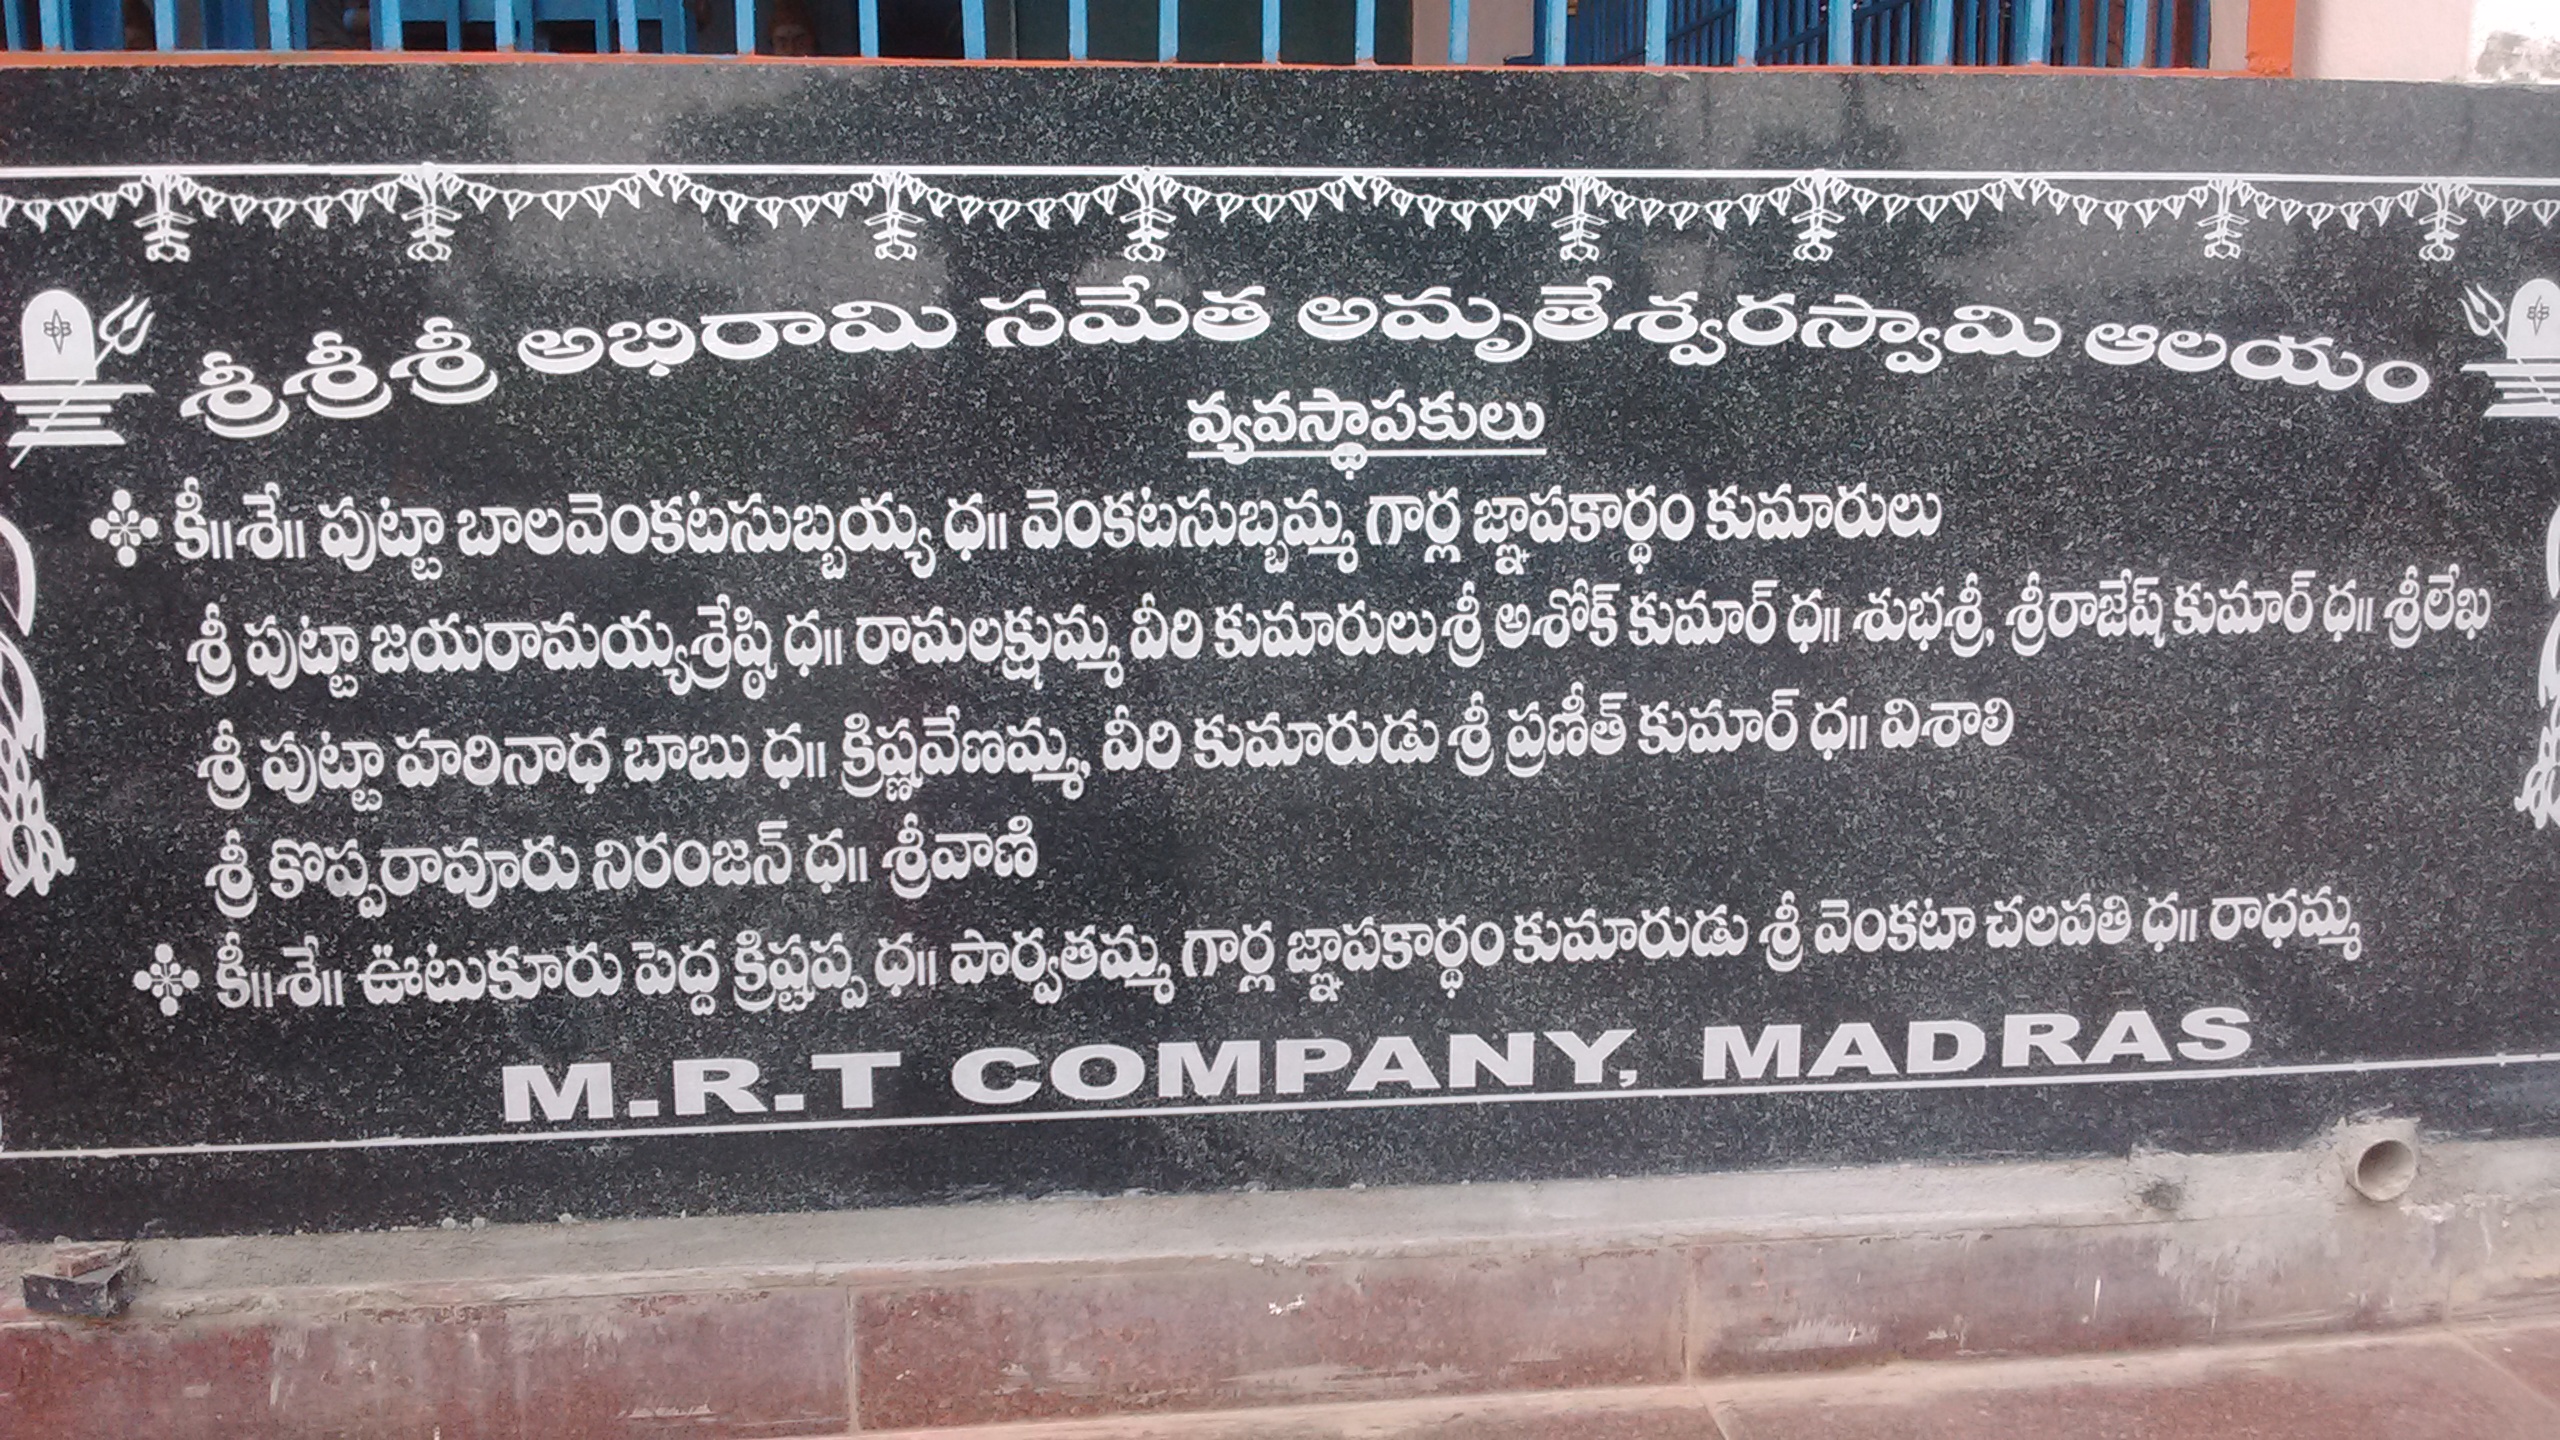 శ్రీశ్రీశ్రీ అభిరామి సమేత అమృతేశ్వరస్వామి ఆలయం
వ్యవస్థాపకులు
కీ॥శే॥ పుట్టా బాలవెంకటసుబ్బయ్య ధ॥ వెంకటసుబ్బమ్మ గార్ల జ్ఞాపకార్థం కుమారులు
శ్రీ పుట్టా జయరామయ్యశ్రేష్ఠి ధ॥ రామలక్షుమ్మ వీరి కుమారులు శ్రీ అశోక్ కుమార్ ధ॥ శుభశ్రీ, శ్రీరాజేష్ కుమార్ ధ॥ శ్రీలేఖ
శ్రీ పుట్టా హరినాధ బాబు ధ॥ క్రిష్ణవేణమ్మ, వీరి కుమారుడు శ్రీ ప్రణీత్ కుమార్ ధ॥ విశాలి
శ్రీ కొప్పరావూరు నిరంజన్ ధ॥ శ్రీవాణి
కీ॥శే॥ ఊటుకూరు పెద్ద క్రిష్టప్ప ధ॥ పార్వతమ్మ గార్ల జ్ఞాపకార్థం కుమారుడు శ్రీ వెంకటా చలపతి ధ॥ రాధమ్మ
M.R.T COMPANY, MADRAS